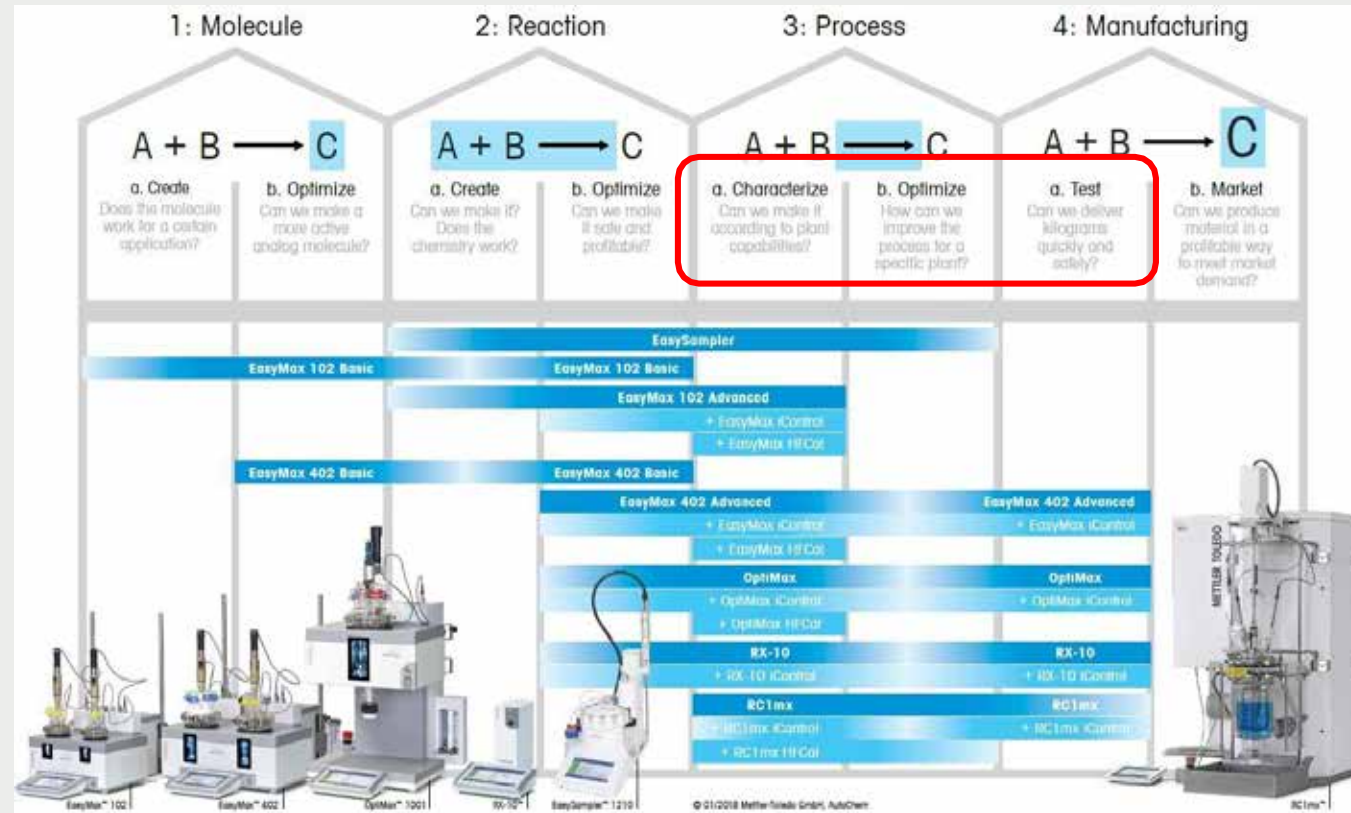 1: Molecule
2: Reaction
3: Process
4: Manufacturing
A + B → C
A + B → C
A + B → C
A + B → C
a. Create
Does the molecule
work for a certain
application?
b. Optimize
Can we make a
more active
analog molecule?
a. Create
Can we make it?
Does the
chemistry work?
b. Optimize
Can we make
it safe and
profitable?
a. Characterize
Can we make it
according to plant
capabilities?
b. Optimize
How can we
improve the
process for a
specific plant?
a. Test
Can we deliver
kilograms
quickly and
safely?
b. Market
Can we produce
material in a
profitable way
to meet market
demand?
EasySampler
EasyMax 102 Basic
EasyMax 102 Basic
EasyMax 102 Advanced
+ EasyMax iControl
+ EasyMax HFCal
EasyMax 402 Basic
EasyMax 402 Basic
EasyMax 402 Advanced
EasyMax 402 Advanced
+ EasyMax iControl
+ EasyMax iControl
+ EasyMax HFCal
OptiMax
OptiMax
+ OptiMax iControl
+ OptiMax iControl
+ OptiMax HFCal
RX-10
RX-10
+ RX-10 iControl
+ RX-10 iControl
RC1mx
RC1mx
+ RC1mx iControl
+ RC1mx iControl
+ RC1mx HFCal
METTLER TOLEDO
EasyMax™ 102
EasyMax™ 402
OptiMax™ 1001
RX-10™
EasySampler™ 1210
© 01/2018 Mettler-Toledo GmbH, AutoChem
RC1mx™